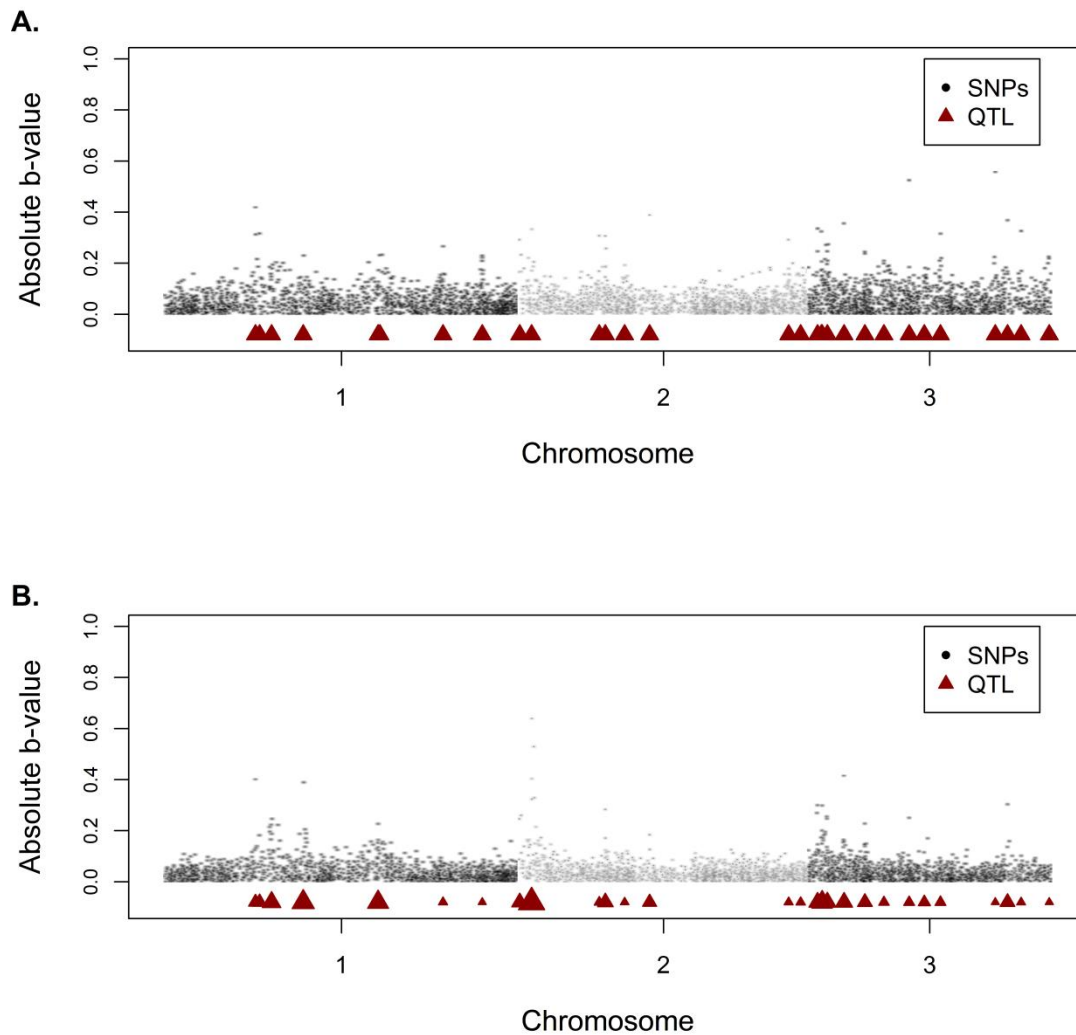 A.
Absolute b-value
1.0
0.8
0.6
0.4
0.2
0.0
SNPs
QTL
1 2 3
Chromosome
B.
Absolute b-value
1.0
0.8
0.6
0.4
0.2
0.0
SNPs
QTL
1 2 3
Chromosome